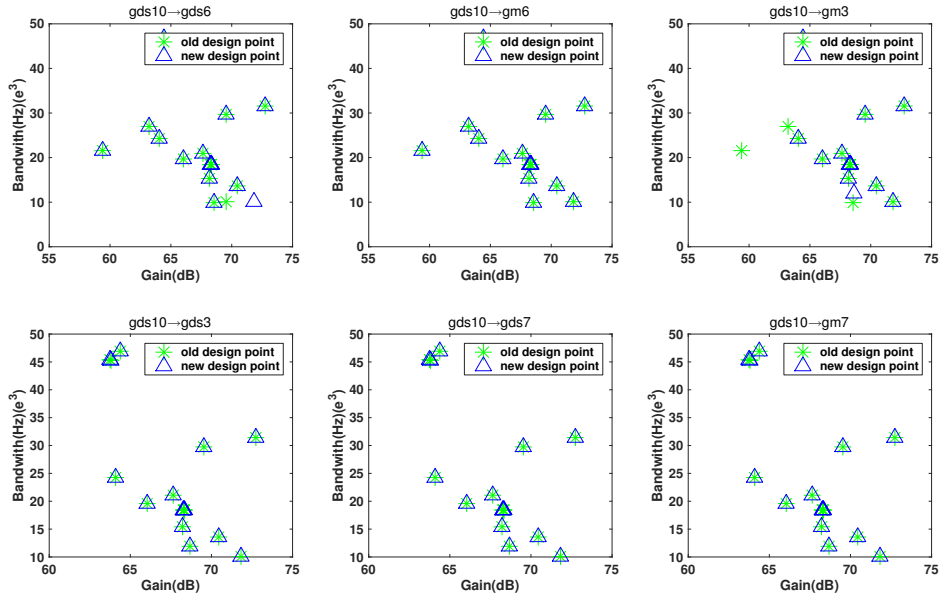 gds10→gds6
50
40
30
20
10
0
55 60 65 70 75
Bandwith(Hz)(e³)
Gain(dB)
old design point
new design point
gds10→gm6
50
40
30
20
10
0
55 60 65 70 75
Bandwith(Hz)(e³)
Gain(dB)
old design point
new design point
gds10→gm3
50
40
30
20
10
0
55 60 65 70 75
Bandwith(Hz)(e³)
Gain(dB)
old design point
new design point
gds10→gds3
50
45
40
35
30
25
20
15
10
60 65 70 75
Bandwith(Hz)(e³)
Gain(dB)
old design point
new design point
gds10→gds7
50
45
40
35
30
25
20
15
10
60 65 70 75
Bandwith(Hz)(e³)
Gain(dB)
old design point
new design point
gds10→gm7
50
45
40
35
30
25
20
15
10
60 65 70 75
Bandwith(Hz)(e³)
Gain(dB)
old design point
new design point